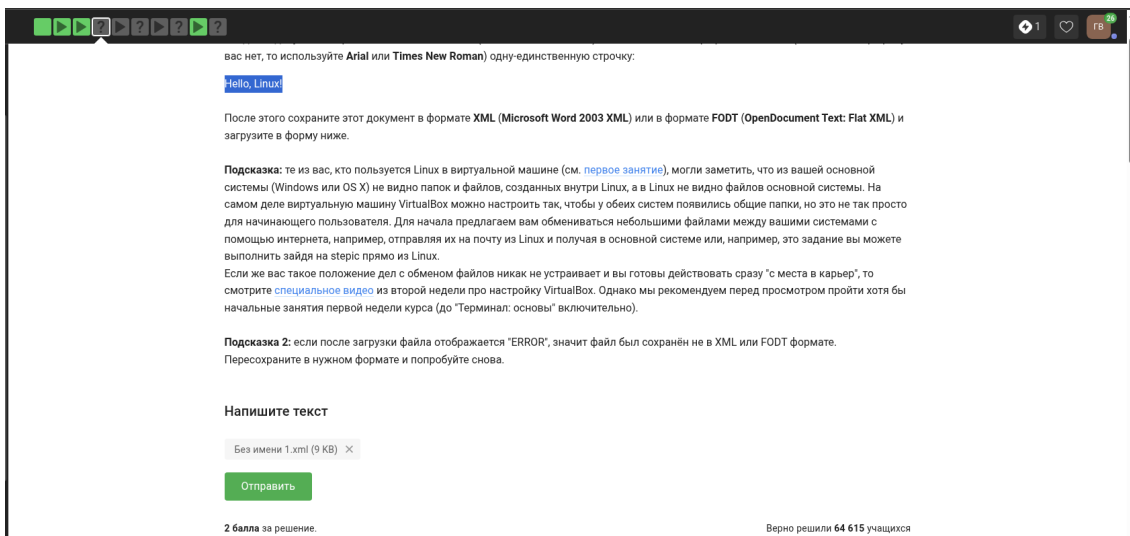 1
ГВ
26
вас нет, то используйте Arial или Times New Roman) одну-единственную строчку:
Hello, Linux!
После этого сохраните этот документ в формате XML (Microsoft Word 2003 XML) или в формате FODT (OpenDocument Text: Flat XML) и
загрузите в форму ниже.
Подсказка: те из вас, кто пользуется Linux в виртуальной машине (см. первое занятие), могли заметить, что из вашей основной
системы (Windows или OS X) не видно папок и файлов, созданных внутри Linux, а в Linux не видно файлов основной системы. На
самом деле виртуальную машину VirtualBox можно настроить так, чтобы у обеих систем появились общие папки, но это не так просто
для начинающего пользователя. Для начала предлагаем вам обмениваться небольшими файлами между вашими системами с
помощью интернета, например, отправляя их на почту из Linux и получая в основной системе или, например, это задание вы можете
выполнить зайдя на stepic прямо из Linux.
Если же вас такое положение дел с обменом файлов никак не устраивает и вы готовы действовать сразу "с места в карьер", то
смотрите специальное видео из второй недели про настройку VirtualBox. Однако мы рекомендуем перед просмотром пройти хотя бы
начальные занятия первой недели курса (до "Терминал: основы" включительно).
Подсказка 2: если после загрузки файла отображается "ERROR", значит файл был сохранён не в XML или FODT формате.
Пересохраните в нужном формате и попробуйте снова.
Напишите текст
Без имени 1.xml (9 KB)
Отправить
2 балла за решение.
Верно решили 64 615 учащихся